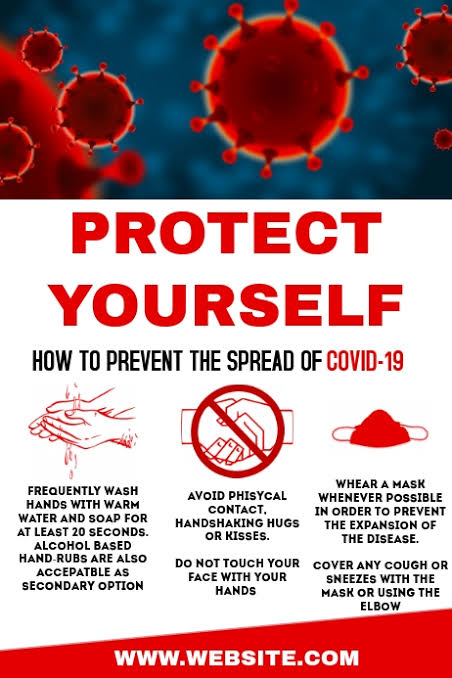 PROTECT
YOURSELF
HOW TO PREVENT THE SPREAD OF COVID-19
FREQUENTLY WASH
HANDS WITH WARM
WATER AND SOAP FOR
AT LEAST 20 SECONDS.
ALCOHOL BASED
HAND-RUBS ARE ALSO
ACCEPATBLE AS
SECONDARY OPTION
AVOID PHISYCAL
CONTACT,
HANDSHAKING HUGS
OR KISSES.
DO NOT TOUCH YOUR
FACE WITH YOUR
HANDS
WHEAR A MASK
WHENEVER POSSIBLE
IN ORDER TO PREVENT
THE EXPANSION OF
THE DISEASE.
COVER ANY COUGH OR
SNEEZES WITH THE
MASK OR USING THE
ELBOW
WWW.WEBSITE.COM